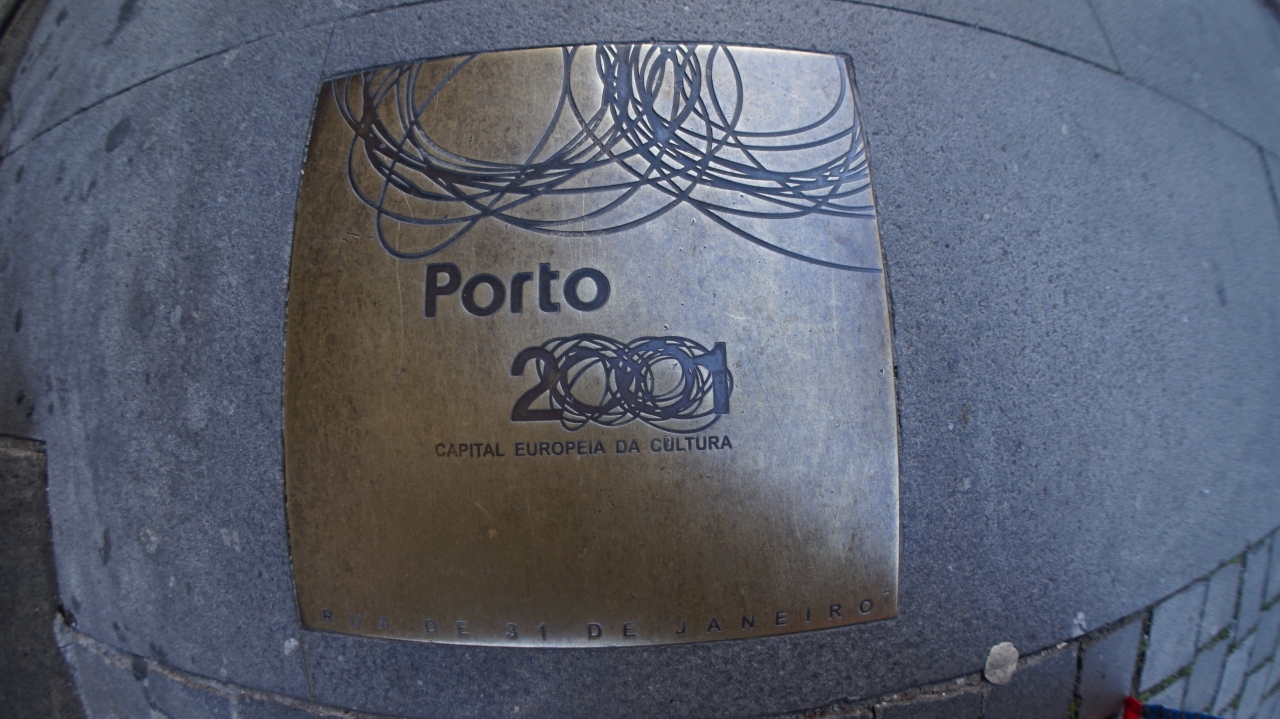 Porto
2001
CAPITAL EUROPEIA DA CULTURA
RUA DE 31 DE JANEIRO